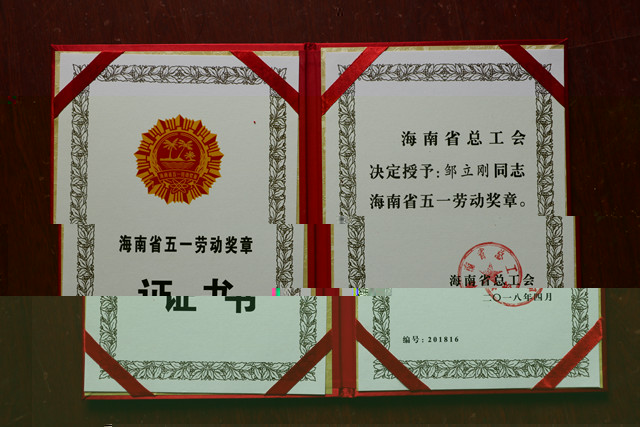 海南省五一劳动奖章
证书
海南省总工会
决定授予：邹立刚同志
海南省五一劳动奖章。
海南省总工会
二〇一八年四月
编号：201816